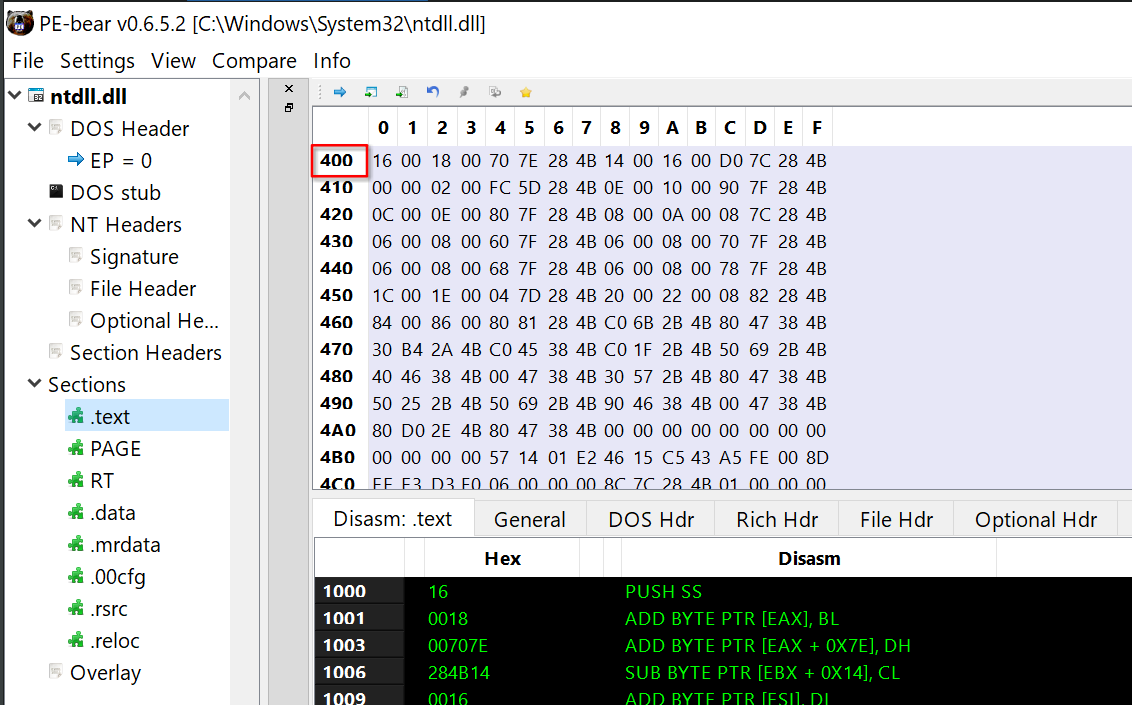 PE-bear v0.6.5.2 [C:\Windows\System32\ntdll.dll]
File Settings View Compare Info
ntdll.dll
DOS Header
EP = 0
DOS stub
NT Headers
Signature
File Header
Optional He...
Section Headers
Sections
.text
PAGE
RT
.data
.mrdata
.00cfg
.rsrc
.reloc
Overlay
0 1 2 3 4 5 6 7 8 9 A B C D E F
400 16 00 18 00 70 7E 28 4B 14 00 16 00 D0 7C 28 4B
410 00 00 02 00 FC 5D 28 4B 0E 00 10 00 90 7F 28 4B
420 0C 00 0E 00 80 7F 28 4B 08 00 0A 00 08 7C 28 4B
430 06 00 08 00 60 7F 28 4B 06 00 08 00 70 7F 28 4B
440 06 00 08 00 68 7F 28 4B 06 00 08 00 78 7F 28 4B
450 1C 00 1E 00 04 7D 28 4B 20 00 22 00 08 82 28 4B
460 84 00 86 00 80 81 28 4B C0 6B 2B 4B 80 47 38 4B
470 30 B4 2A 4B C0 45 38 4B C0 1F 2B 4B 50 69 2B 4B
480 40 46 38 4B 00 47 38 4B 30 57 2B 4B 80 47 38 4B
490 50 25 2B 4B 50 69 2B 4B 90 46 38 4B 00 47 38 4B
4A0 80 D0 2E 4B 80 47 38 4B 00 00 00 00 00 00 00 00
4B0 00 00 00 00 57 14 01 E2 46 15 C5 43 A5 FE 00 8D
4C0 EE E3 D3 F0 06 00 00 00 8C 7C 28 4B 01 00 00 00
Disasm: .text General DOS Hdr Rich Hdr File Hdr Optional Hdr
Hex Disasm
1000 16 PUSH SS
1001 0018 ADD BYTE PTR [EAX], BL
1003 00707E ADD BYTE PTR [EAX + 0X7E], DH
1006 284B14 SUB BYTE PTR [EBX + 0X14], CL
1009 0016 ADD BYTE PTR [ESI], DL